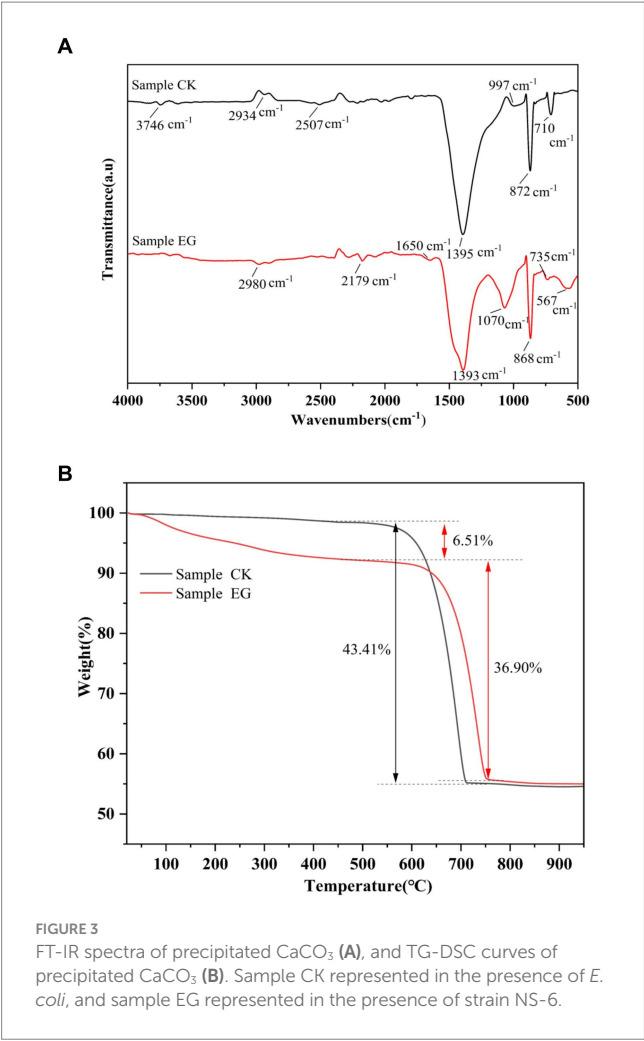 A
Sample CK
997 cm⁻¹
3746 cm⁻¹
2934 cm⁻¹
2507 cm⁻¹
710
cm⁻¹
872 cm⁻¹
Transmittance(a.u)
Sample EG
1650 cm⁻¹
1395 cm⁻¹
735 cm⁻¹
2980 cm⁻¹
2179 cm⁻¹
567
cm⁻¹
1070 cm⁻¹
868 cm⁻¹
1393 cm⁻¹
4000 3500 3000 2500 2000 1500 1000 500
Wavenumbers(cm⁻¹)
B
100
6.51%
90
Sample CK
Sample EG
80
43.41%
36.90%
Weight(%)
70
60
50
100 200 300 400 500 600 700 800 900
Temperature(°C)
FIGURE 3
FT-IR spectra of precipitated CaCO₃ (A), and TG-DSC curves of
precipitated CaCO₃ (B). Sample CK represented in the presence of E.
coli, and sample EG represented in the presence of strain NS-6.